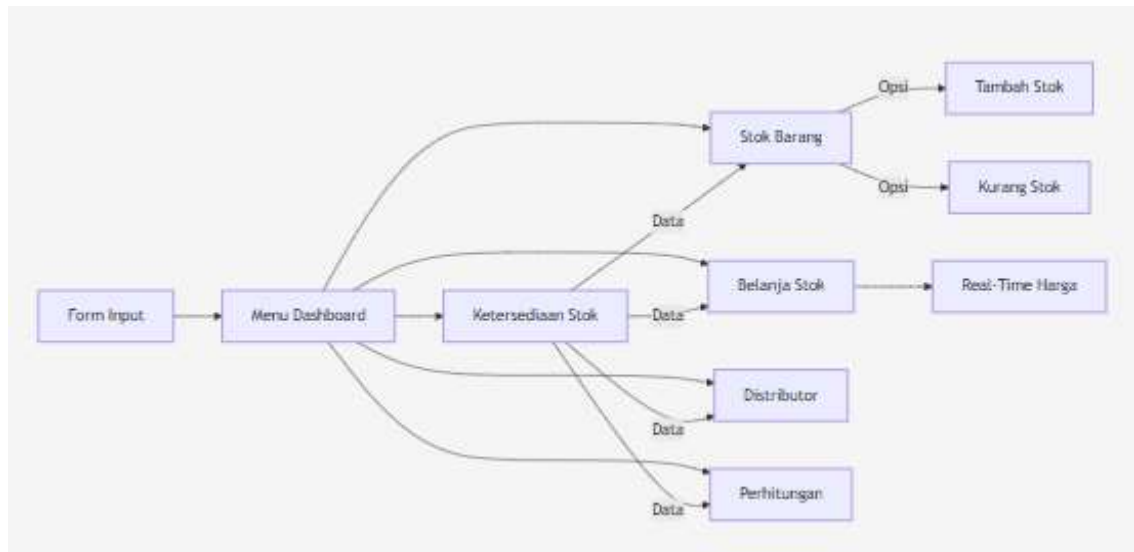 Form Input
Menu Dashboard
Ketersediaan Stok
Data
Data
Data
Data
Stok Barang
Belanja Stok
Distributor
Perhitungan
Opsi
Opsi
Tambah Stok
Kurang Stok
Real-Time Harga